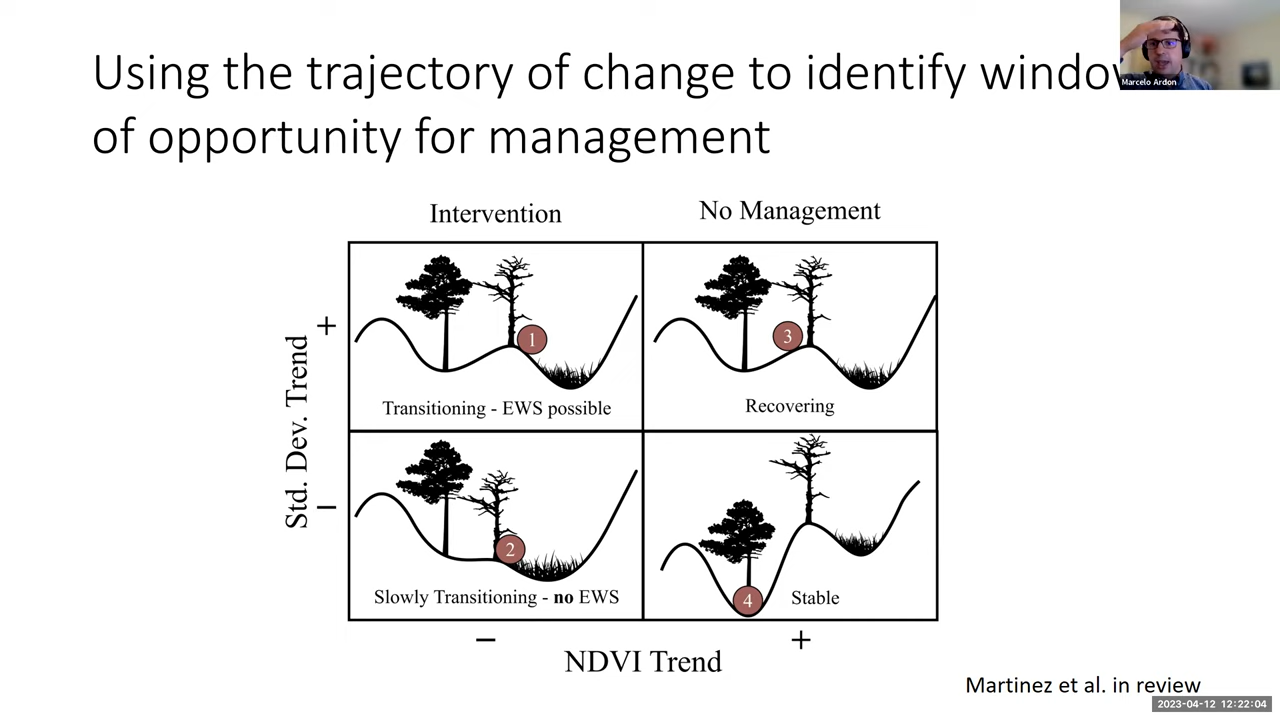 Using the trajectory of change to identify window
of opportunity for management
Marcelo Ardon
Intervention
No Management
Std. Dev. Trend
+
−
1
Transitioning - EWS possible
3
Recovering
2
Slowly Transitioning - no EWS
4
Stable
−
+
NDVI Trend
Martinez et al. in review
2023-04-12 12:22:04